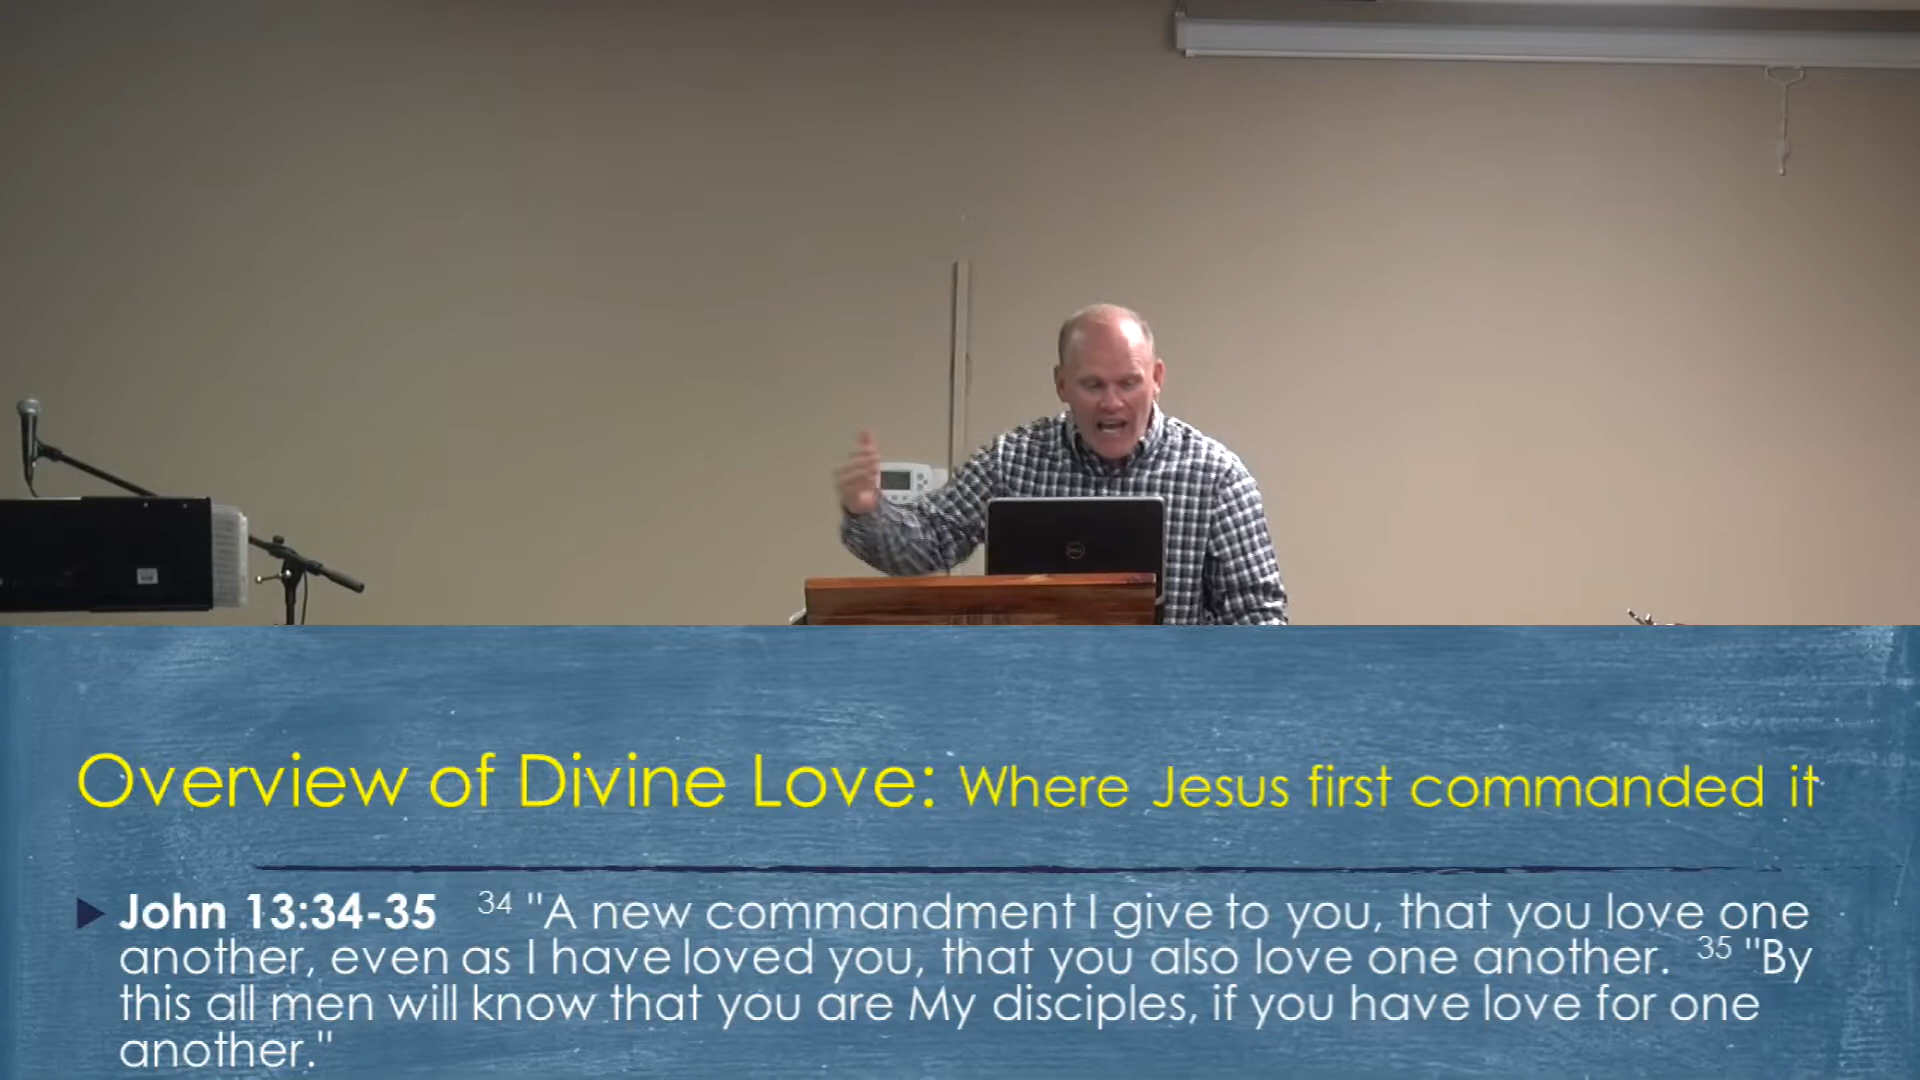 DELL
Overview of Divine Love: Where Jesus first commanded it
John 13:34-35 34 "A new commandment I give to you, that you love one
another, even as I have loved you, that you also love one another. 35 "By
this all men will know that you are My disciples, if you have love for one
another."